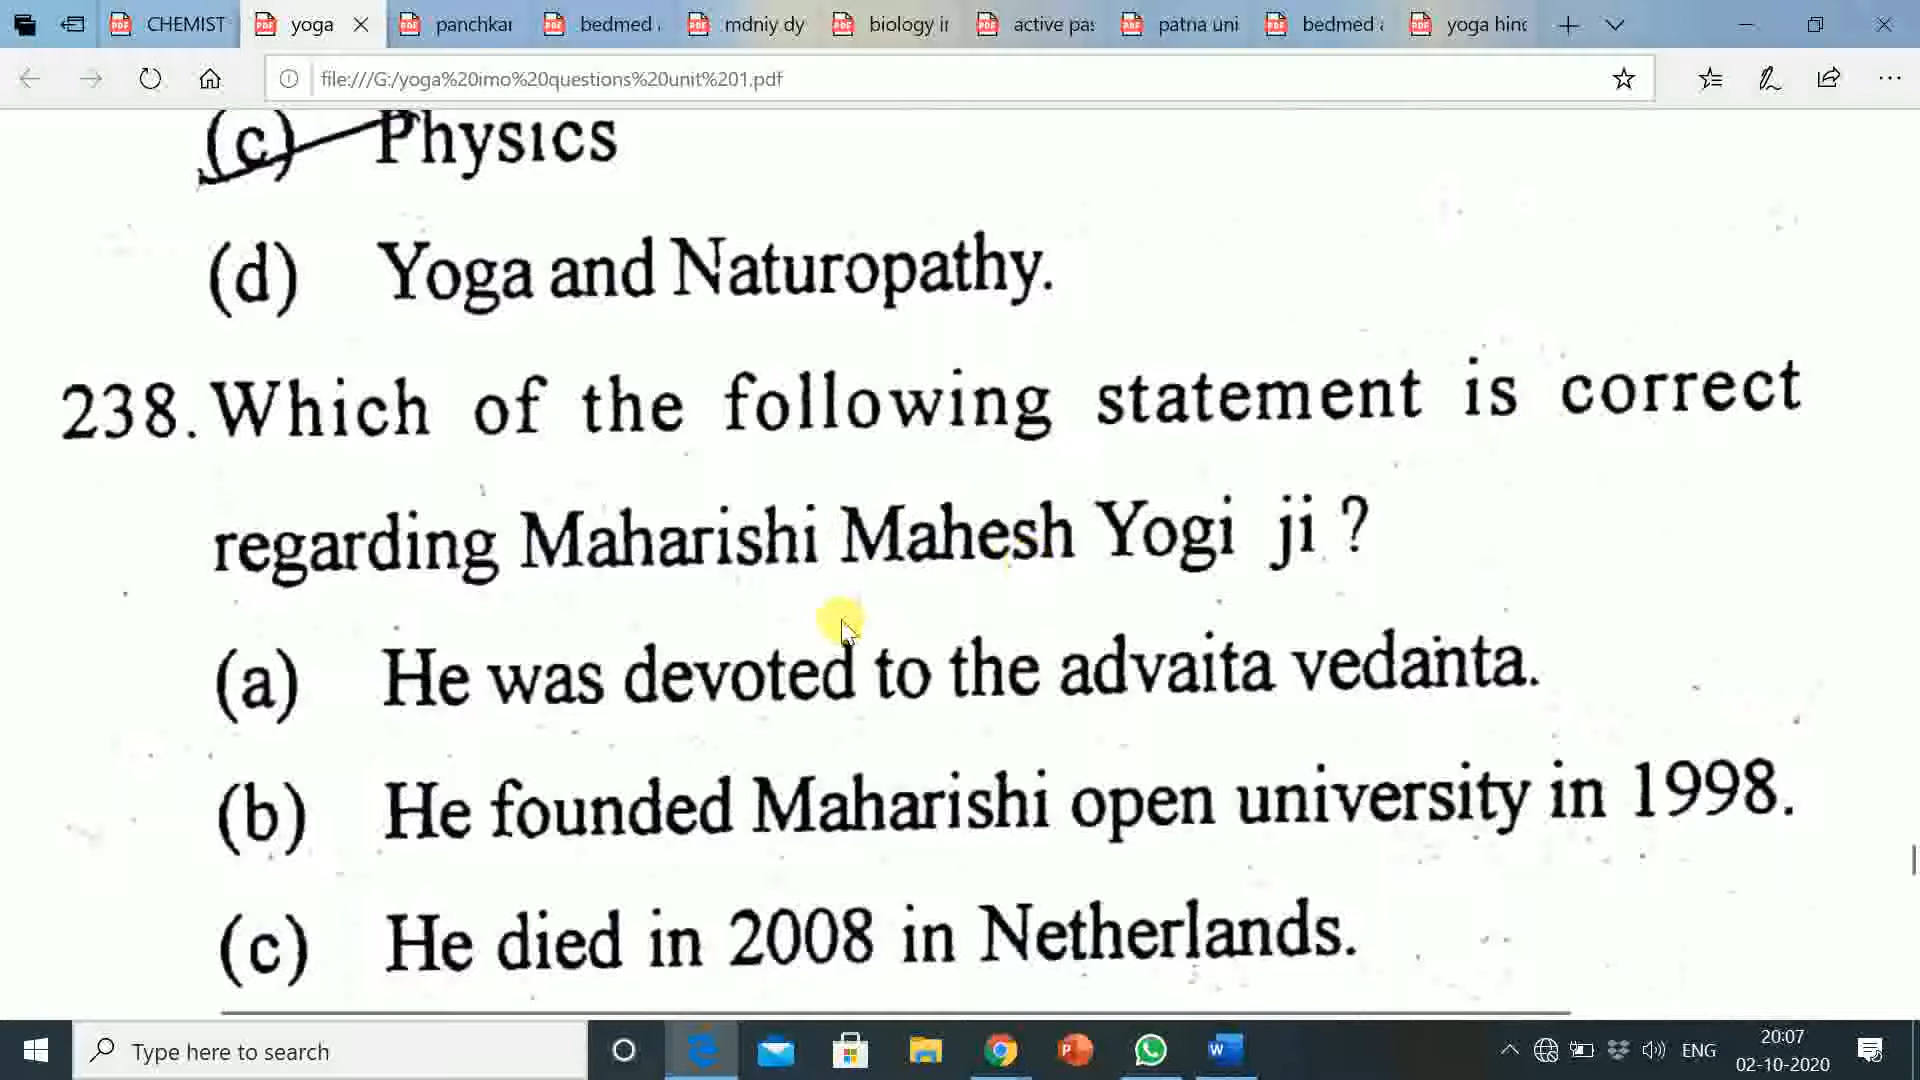 CHEMIST
yoga
panchkar
bedmed
mdniy dy
biology ir
active pas
patna uni
bedmed a
yoga hind
file:///G:/yoga%20imo%20questions%20unit%201.pdf
(c) Physics
(d) Yoga and Naturopathy.
238. Which of the following statement is correct
regarding Maharishi Mahesh Yogi ji ?
(a) He was devoted to the advaita vedanta.
(b) He founded Maharishi open university in 1998.
(c) He died in 2008 in Netherlands.
Type here to search
ENG
20:07
02-10-2020